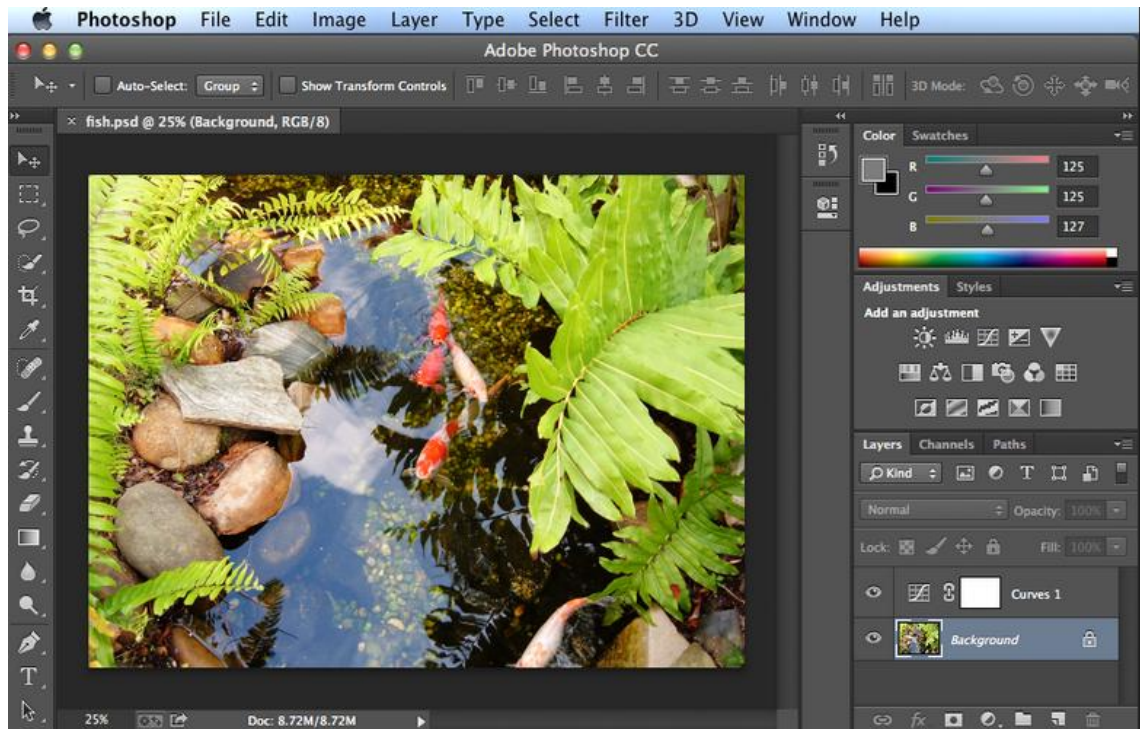 Photoshop File Edit Image Layer Type Select Filter 3D View Window Help
Adobe Photoshop CC
Auto-Select: Group Show Transform Controls 3D Mode:
fish.psd @ 25% (Background, RGB/8)
Color Swatches
R 125
G 125
B 127
Adjustments Styles
Add an adjustment
Layers Channels Paths
Kind T
Normal Opacity: 100%
Lock: Fill: 100%
Curves 1
Background
T
25% Doc: 8.72M/8.72M fx